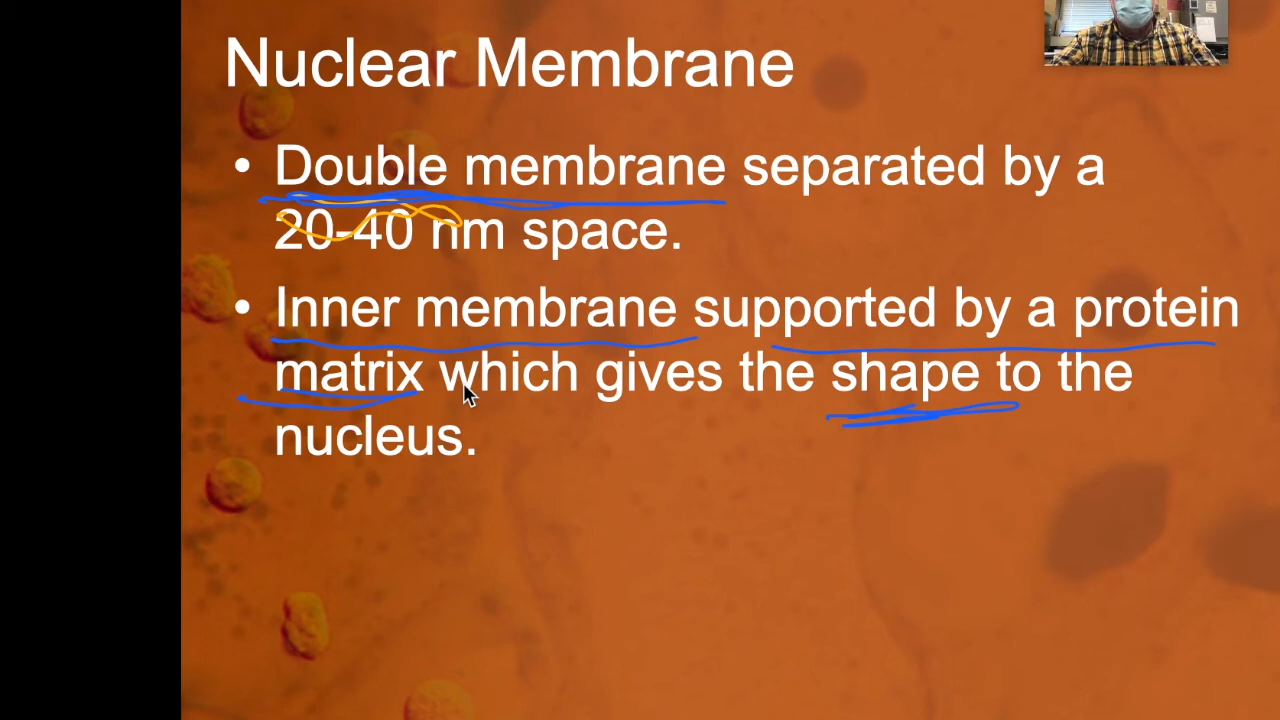 Nuclear Membrane
• Double membrane separated by a
20-40 nm space.
• Inner membrane supported by a protein
matrix which gives the shape to the
nucleus.